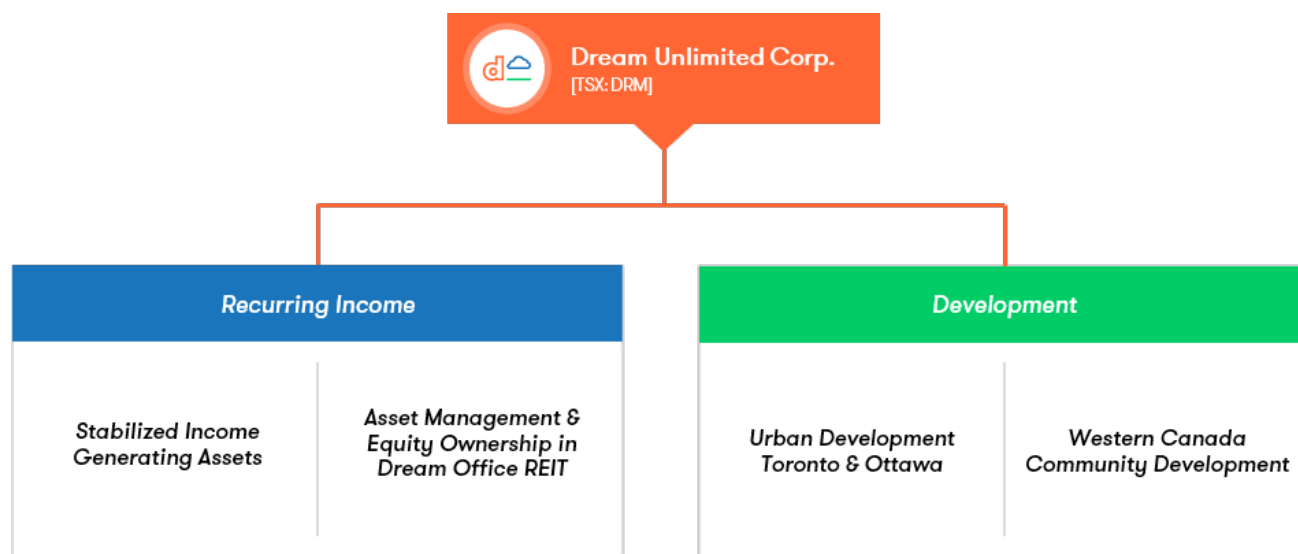 Dream Unlimited Corp.
[TSX: DRM]
Recurring Income
Stabilized Income
Generating Assets
Asset Management &
Equity Ownership in
Dream Office REIT
Development
Urban Development
Toronto & Ottawa
Western Canada
Community Development